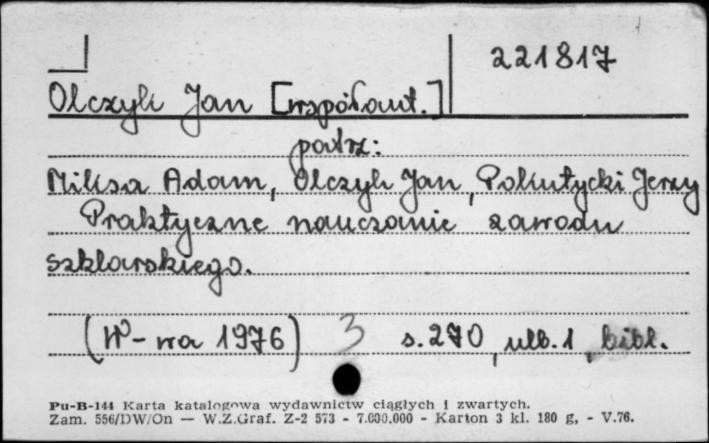 221817
Olczyk Jan [współaut.]
patrz:
Miksa Adam, Olczyk Jan, Pokutycki Jerzy
Praktyczne nauczanie zawodu
szklarskiego.
(W-wa 1976) 3 s.270, ulb.1, bibl.
Pu-B-144 Karta katalogowa wydawnictw ciągłych i zwartych.
Zam. 556/DW/On — W.Z.Graf. Z-2 573 - 7.000.000 - Karton 3 kl. 180 g, - V.76.